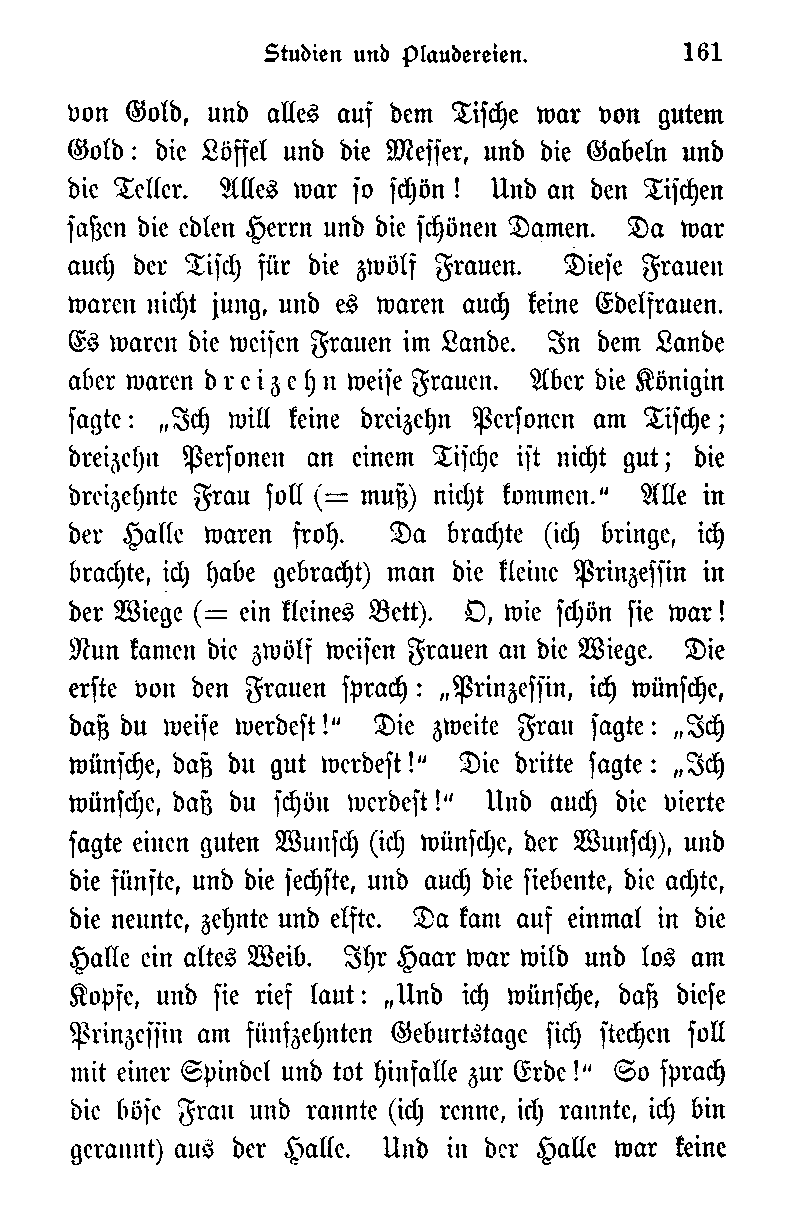 Studien und Plaudereien. 161
von Gold, und alles auf dem Tische war von gutem
Gold: die Löffel und die Messer, und die Gabeln und
die Teller. Alles war so schön! Und an den Tischen
saßen die edlen Herrn und die schönen Damen. Da war
auch der Tisch für die zwölf Frauen. Diese Frauen
waren nicht jung, und es waren auch keine Edelfrauen.
Es waren die weisen Frauen im Lande. In dem Lande
aber waren dreizehn weise Frauen. Aber die Königin
sagte: „Ich will keine dreizehn Personen am Tische;
dreizehn Personen an einem Tische ist nicht gut; die
dreizehnte Frau soll (= muß) nicht kommen.“ Alle in
der Halle waren froh. Da brachte (ich bringe, ich
brachte, ich habe gebracht) man die kleine Prinzessin in
der Wiege (= ein kleines Bett). O, wie schön sie war!
Nun kamen die zwölf weisen Frauen an die Wiege. Die
erste von den Frauen sprach: „Prinzessin, ich wünsche,
daß du weise werdest!“ Die zweite Frau sagte: „Ich
wünsche, daß du gut werdest!“ Die dritte sagte: „Ich
wünsche, daß du schön werdest!“ Und auch die vierte
sagte einen guten Wunsch (ich wünsche, der Wunsch), und
die fünfte, und die sechste, und auch die siebente, die achte,
die neunte, zehnte und elfte. Da kam auf einmal in die
Halle ein altes Weib. Ihr Haar war wild und los am
Kopfe, und sie rief laut: „Und ich wünsche, daß diese
Prinzessin am fünfzehnten Geburtstage sich stechen soll
mit einer Spindel und tot hinfalle zur Erde!“ So sprach
die böse Frau und rannte (ich renne, ich rannte, ich bin
gerannt) aus der Halle. Und in der Halle war keine